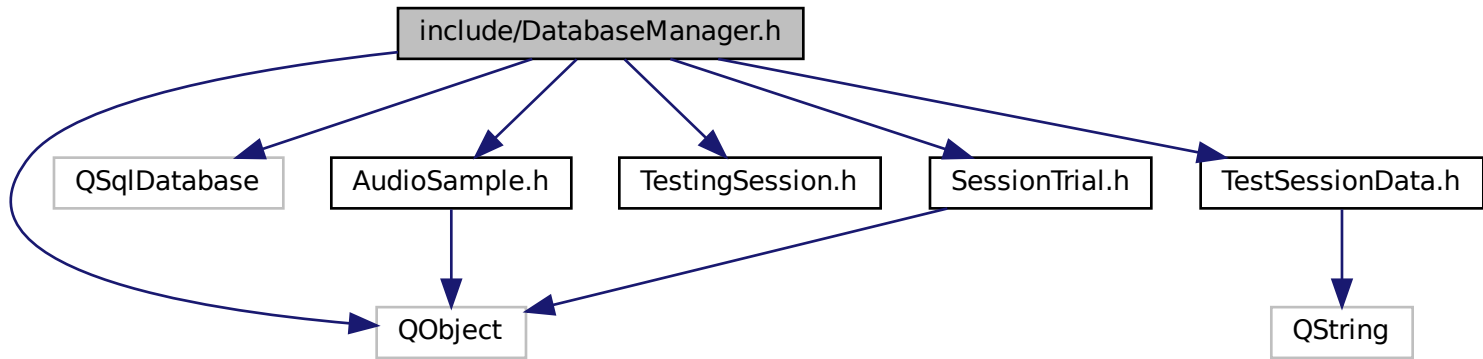 include/DatabaseManager.h
QSqlDatabase
AudioSample.h
TestingSession.h
SessionTrial.h
TestSessionData.h
QObject
QString